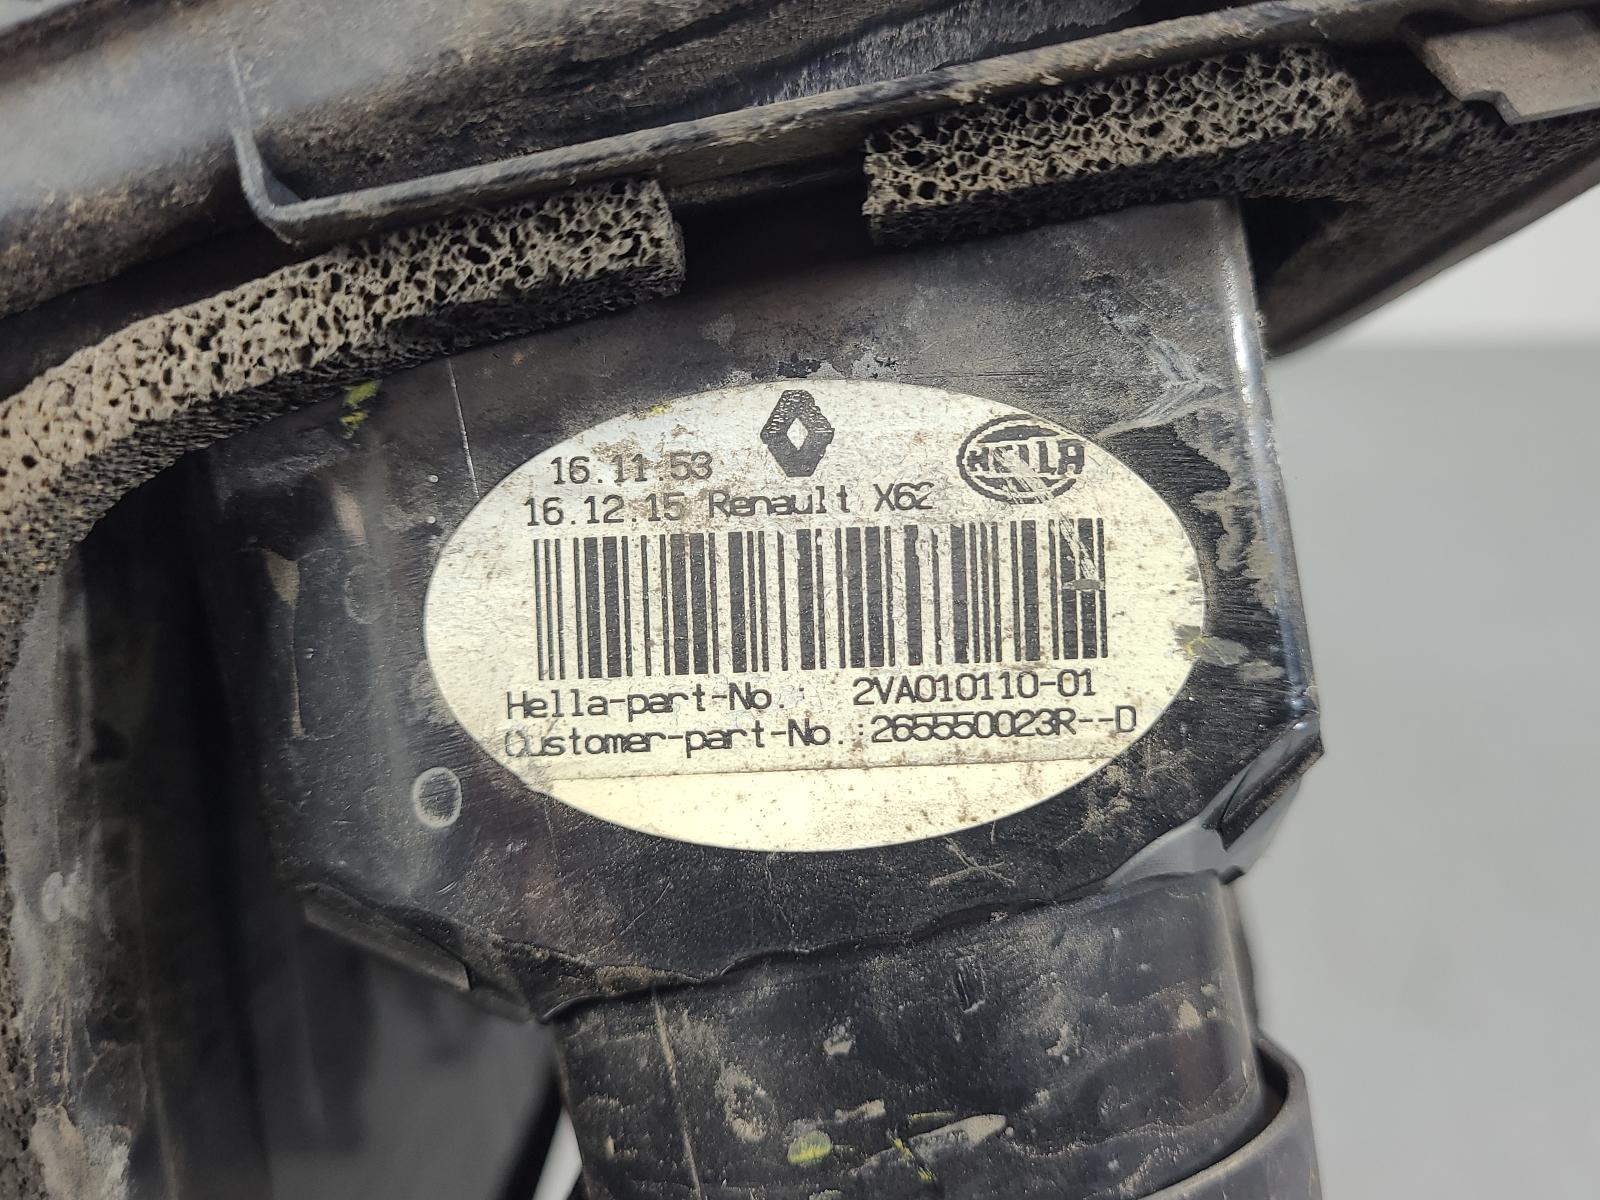 16.11.53
HELLA
16.12.15 Renault X62
Hella-part-No.: 2VA010110-01
Customer-part-No.:265550023R--D